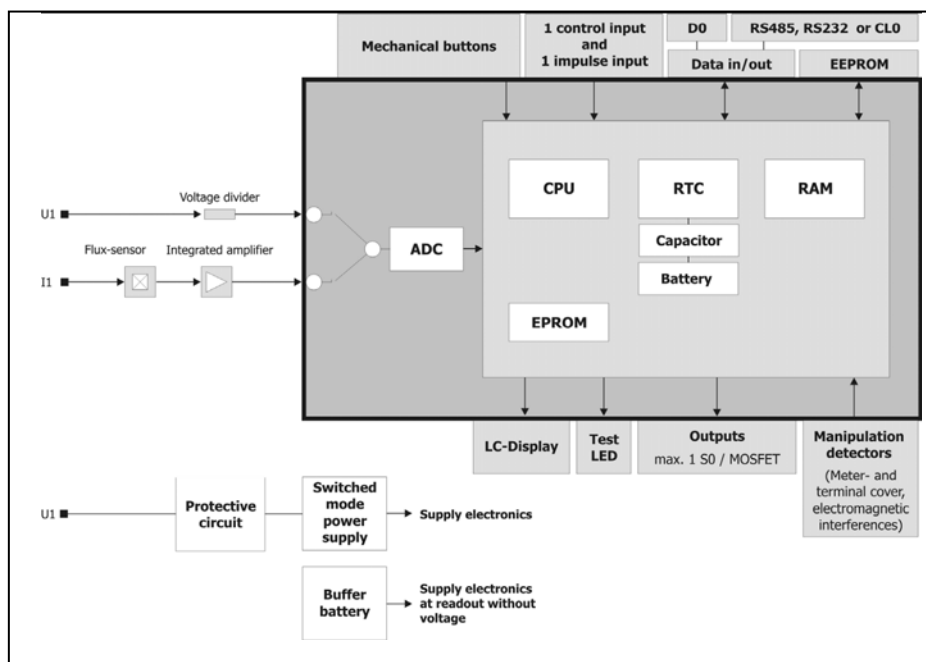 Mechanical buttons
1 control input
and
1 impulse input
D0
RS485, RS232 or CL0
Data in/out
EEPROM
CPU
RTC
RAM
Voltage divider
U1
ADC
Capacitor
Flux-sensor
Integrated amplifier
I1
Battery
EPROM
LC-Display
Test
LED
Outputs
max. 1 S0 / MOSFET
Manipulation
detectors
(Meter- and
terminal cover,
electromagnetic
interferences)
U1
Protective
circuit
Switched
mode
power
supply
Supply electronics
Buffer
battery
Supply electronics
at readout without
voltage